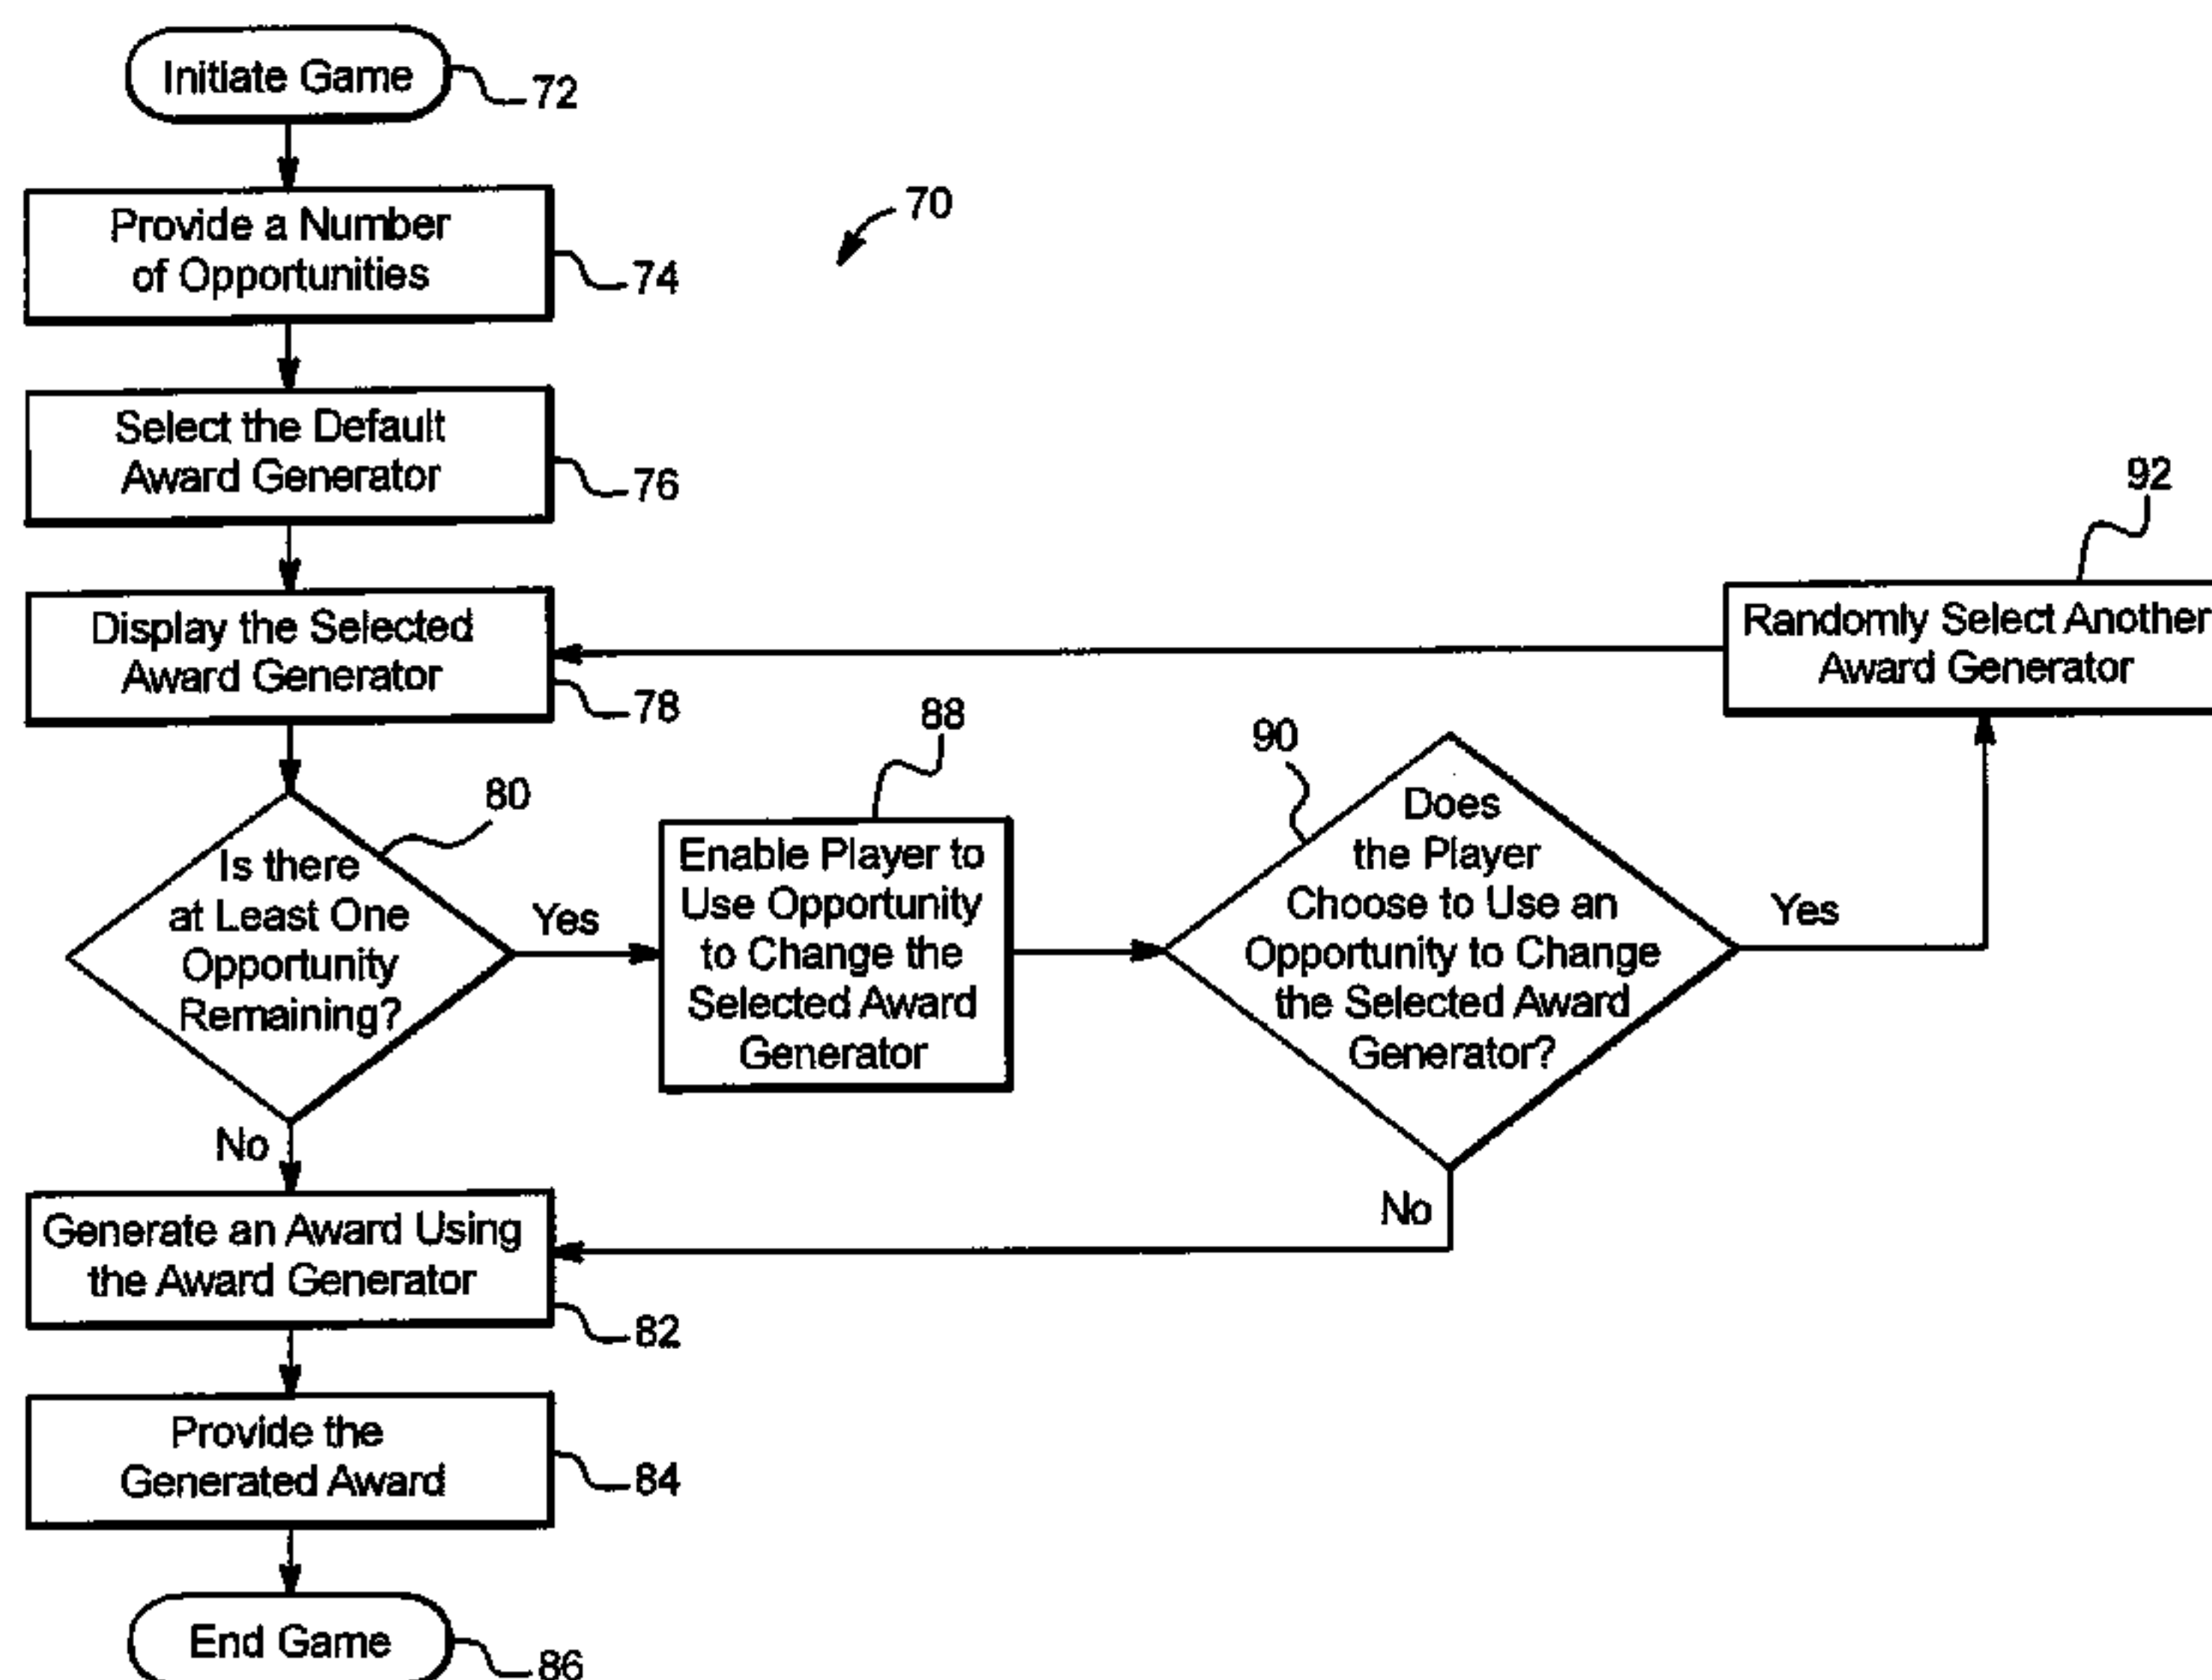 Initiate Game
72
Provide a Number
of Opportunities
74
70
Select the Default
Award Generator
76
92
Display the Selected
Award Generator
78
Randomly Select Another
Award Generator
80
Is there
at Least One
Opportunity
Remaining?
Yes
No
88
Enable Player to
Use Opportunity
to Change the
Selected Award
Generator
90
Does
the Player
Choose to Use an
Opportunity to Change
the Selected Award
Generator?
Yes
No
Generate an Award Using
the Award Generator
82
Provide the
Generated Award
84
End Game
86